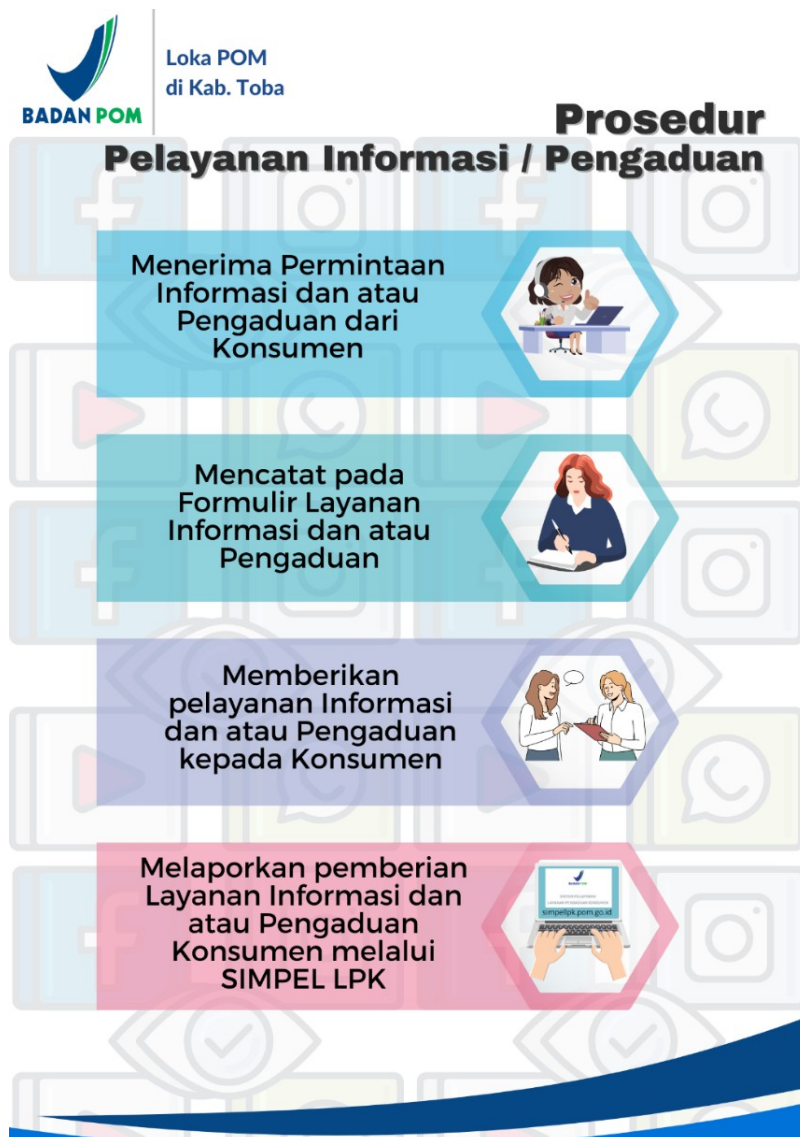 Loka POM
di Kab. Toba
BADAN POM
Prosedur
Pelayanan Informasi / Pengaduan
Menerima Permintaan
Informasi dan atau
Pengaduan dari
Konsumen
Mencatat pada
Formulir Layanan
Informasi dan atau
Pengaduan
Memberikan
pelayanan Informasi
dan atau Pengaduan
kepada Konsumen
Melaporkan pemberian
Layanan Informasi dan
atau Pengaduan
Konsumen melalui
SIMPEL LPK
simpellpk.pom.go.id